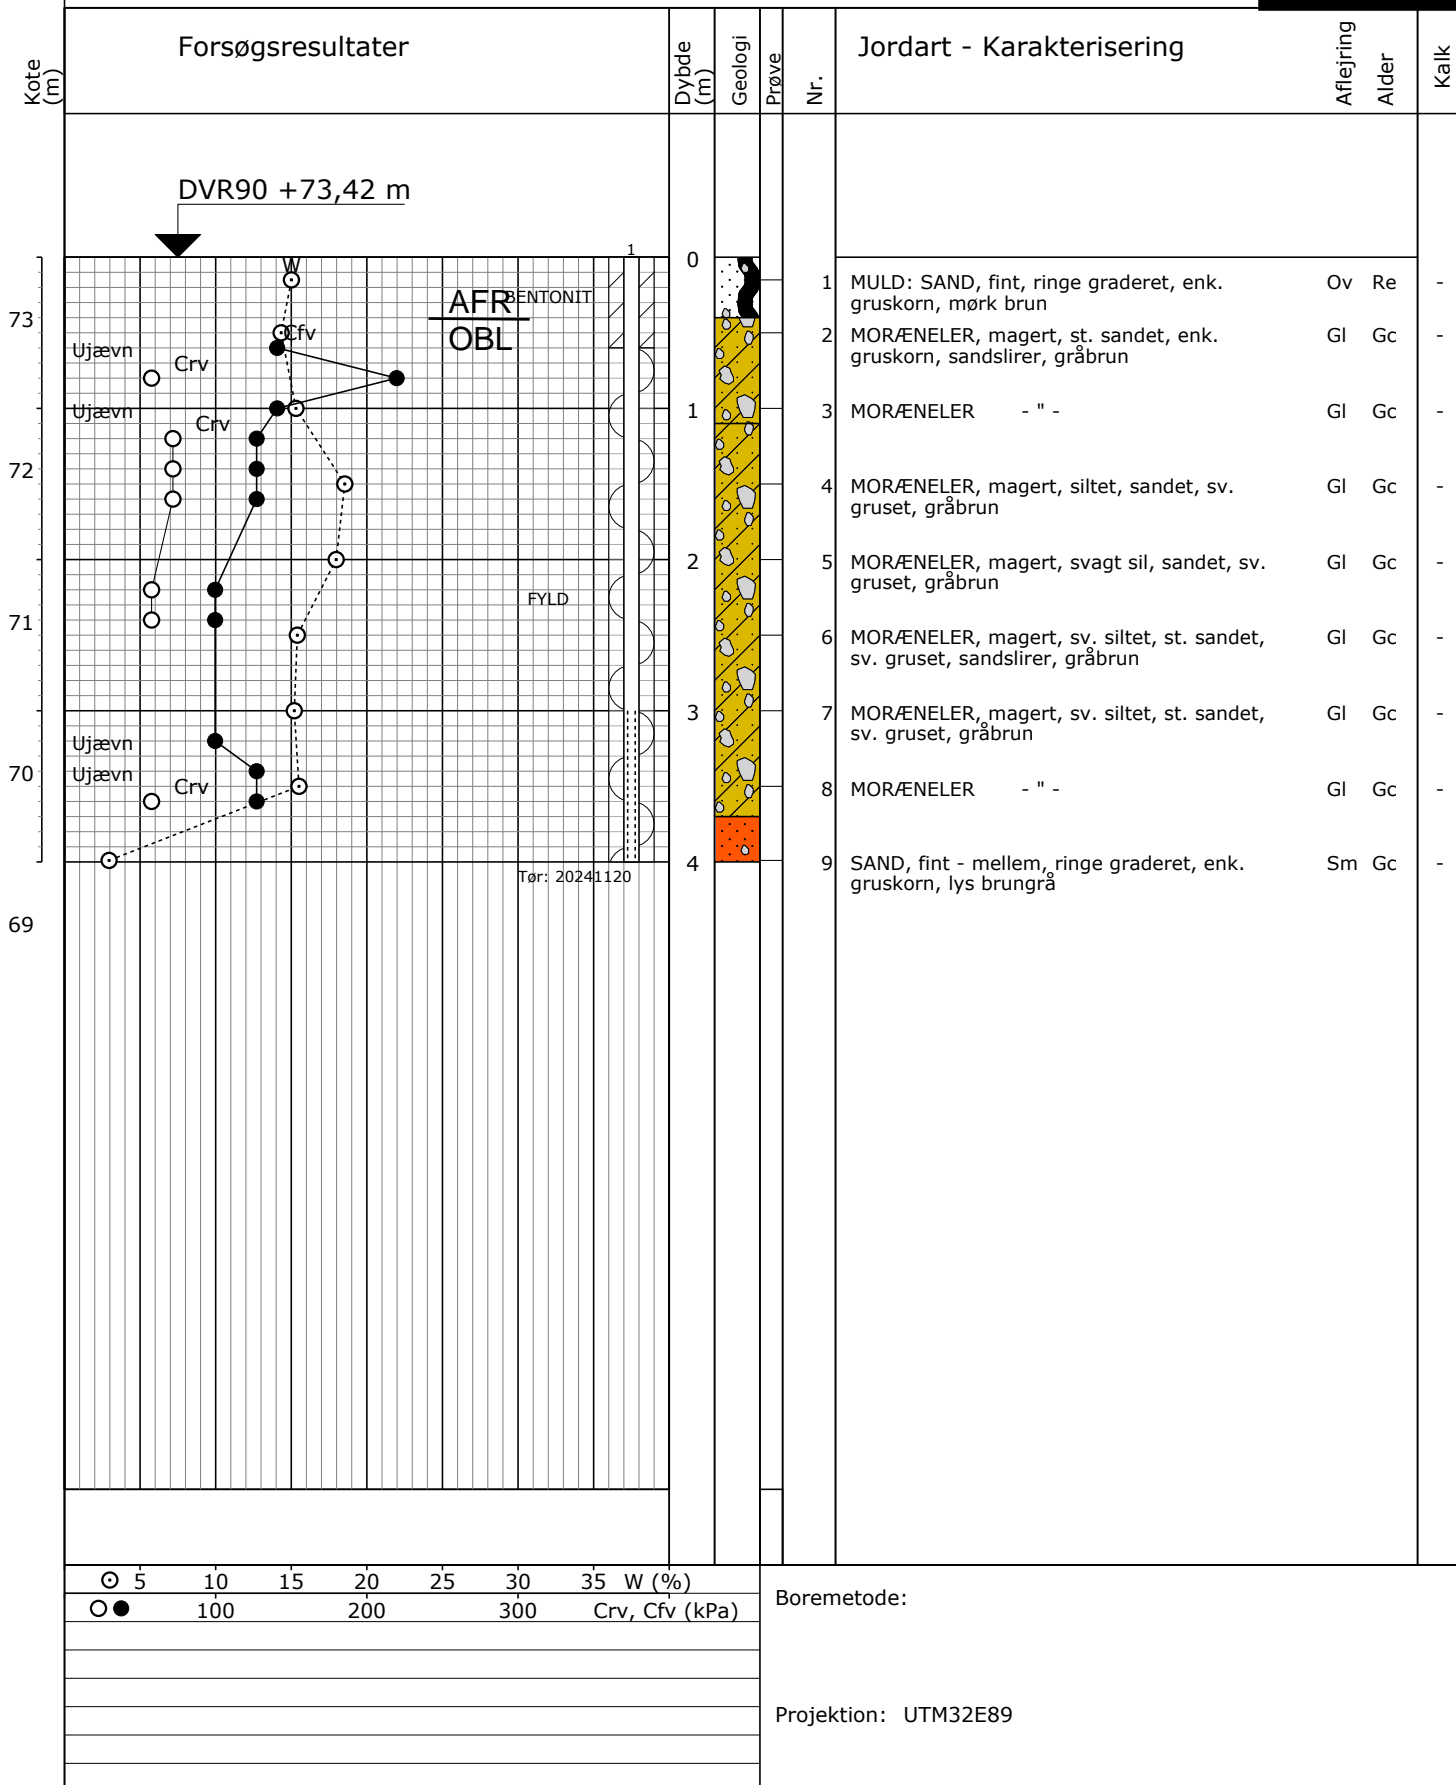 Forsøgsresultater
Kote
(m)
Dybde
(m)
Geologi
Prøve
Nr.
Jordart - Karakterisering
Aflejring
Alder
Kalk
DVR90 +73,42 m
1
0
W
1 MULD: SAND, fint, ringe graderet, enk. Ov Re -
gruskorn, mørk brun
BENTONIT
AFR
73
Cfv
OBL
2 MORÆNELER, magert, st. sandet, enk. Gl Gc -
gruskorn, sandslirer, gråbrun
Ujævn
Crv
Ujævn
1
3 MORÆNELER - " - Gl Gc -
Crv
72
4 MORÆNELER, magert, siltet, sandet, sv. Gl Gc -
gruset, gråbrun
2
5 MORÆNELER, magert, svagt sil, sandet, sv. Gl Gc -
gruset, gråbrun
FYLD
71
6 MORÆNELER, magert, sv. siltet, st. sandet, Gl Gc -
sv. gruset, sandslirer, gråbrun
3
7 MORÆNELER, magert, sv. siltet, st. sandet, Gl Gc -
sv. gruset, gråbrun
Ujævn
70
Ujævn
Crv
8 MORÆNELER - " - Gl Gc -
4
9 SAND, fint - mellem, ringe graderet, enk. Sm Gc -
gruskorn, lys brungrå
Tør: 20241120
69
5 10 15 20 25 30 35 W (%)
100 200 300 Crv, Cfv (kPa)
Boremetode:
Projektion: UTM32E89